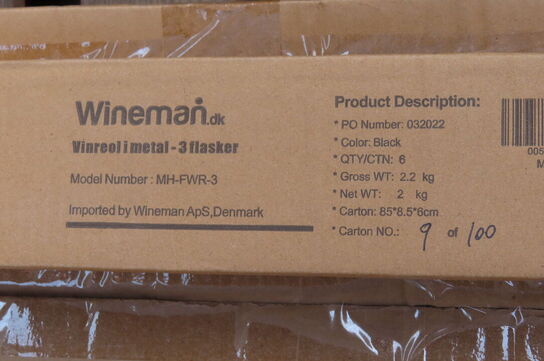 Wineman.dk
Vinreol i metal - 3 flasker
Model Number : MH-FWR-3
Imported by Wineman ApS,Denmark
Product Description:
* PO Number: 032022
* Color: Black
* QTY/CTN: 6
* Gross WT: 2.2 kg
* Net WT: 2 kg
* Carton: 85*8.5*6cm
* Carton NO.: 9 of 100
005
M